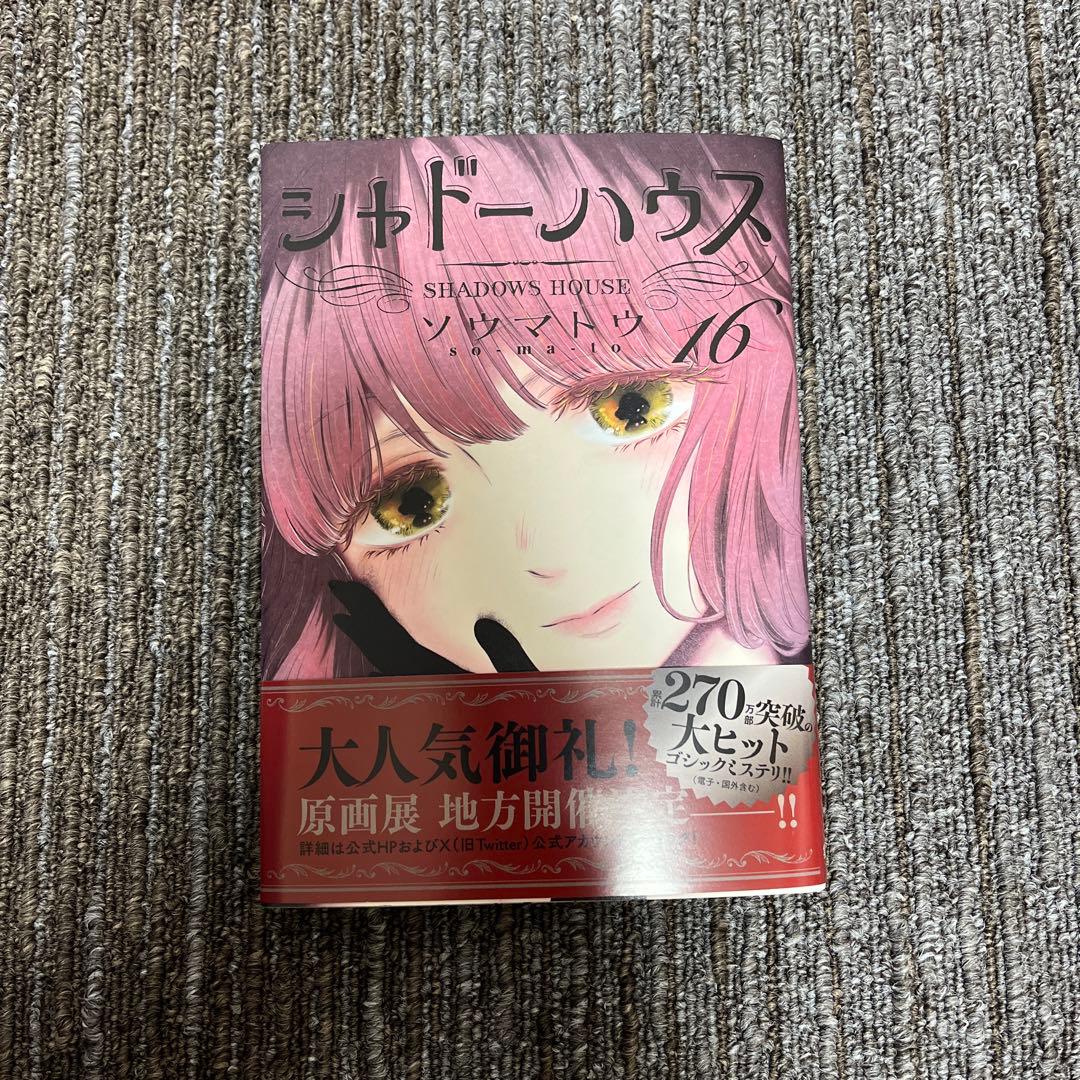 シャドーハウス
SHADOWS HOUSE
ソウマトウ
so-ma-to
16
累計270万部突破の
大ヒット
ゴシックミステリ!!
(電子・国外含む)
大人気御礼!
原画展 地方開催 定――!!
詳細は公式HPおよびX(旧Twitter)公式アカ